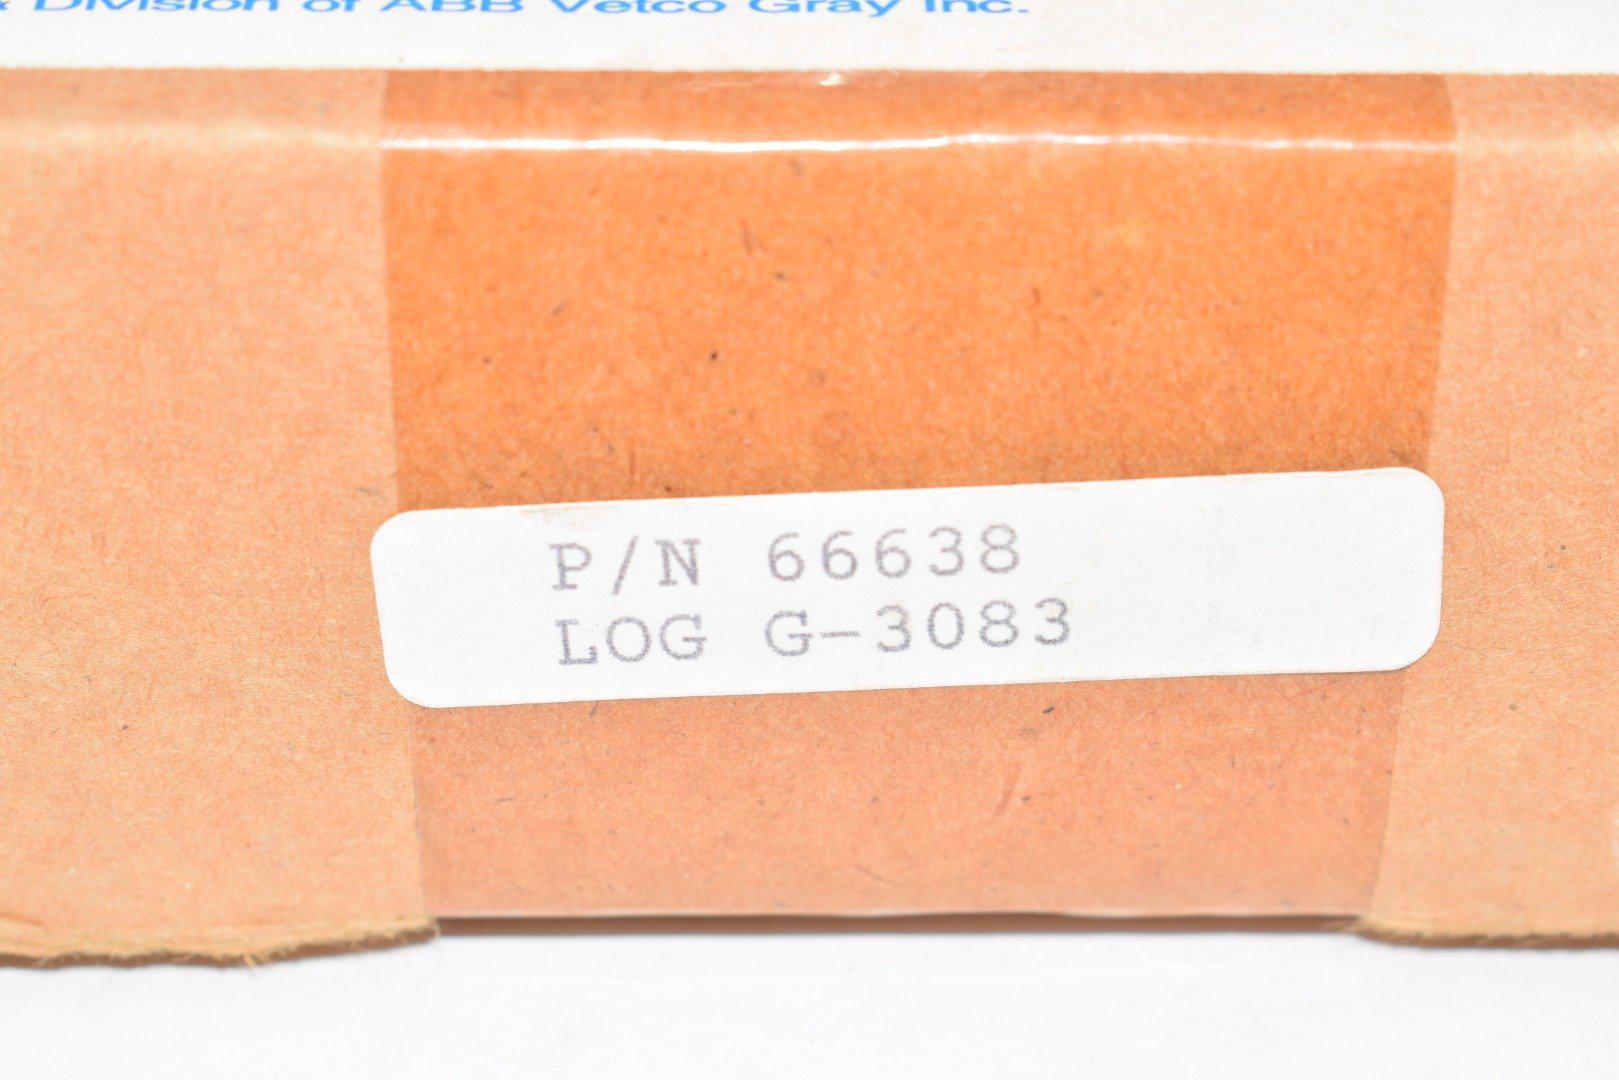 Division of ABB Vetco Gray Inc.
P/N 66638
LOG G-3083